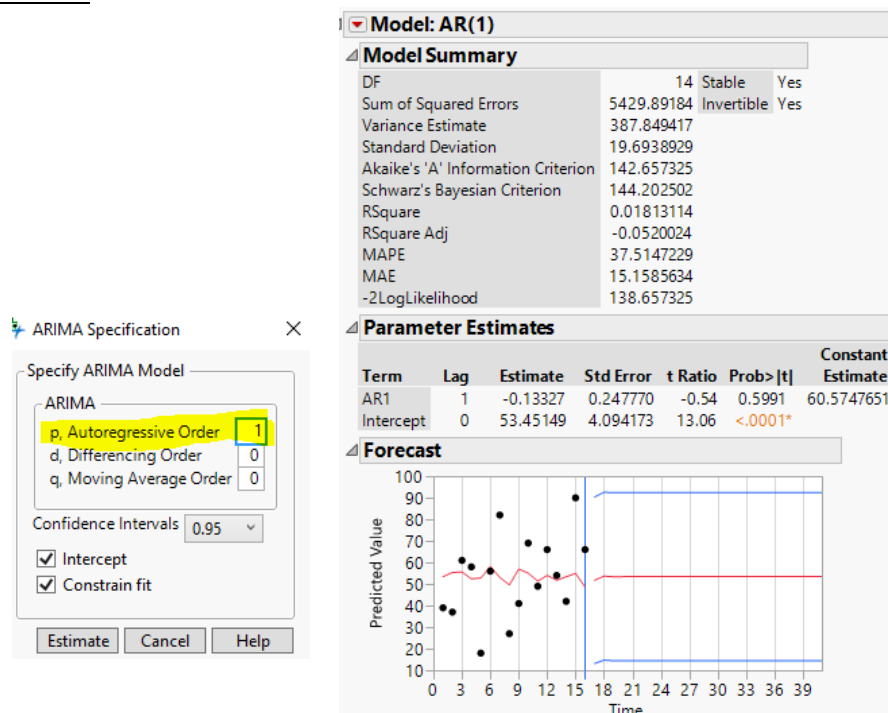 ARIMA Specification
Specify ARIMA Model
ARIMA
p, Autoregressive Order 1
d, Differencing Order 0
q, Moving Average Order 0
Confidence Intervals 0.95
Intercept
Constrain fit
Estimate Cancel Help
Model: AR(1)
Model Summary
DF 14 Stable Yes
Sum of Squared Errors 5429.89184 Invertible Yes
Variance Estimate 387.849417
Standard Deviation 19.6938929
Akaike's 'A' Information Criterion 142.657325
Schwarz's Bayesian Criterion 144.202502
RSquare 0.01813114
RSquare Adj -0.0520024
MAPE 37.5147229
MAE 15.1585634
-2LogLikelihood 138.657325
Parameter Estimates
Constant
Term Lag Estimate Std Error t Ratio Prob>|t| Estimate
AR1 1 -0.13327 0.247770 -0.54 0.5991 60.5747651
Intercept 0 53.45149 4.094173 13.06 <.0001*
Forecast
Predicted Value
100
90
80
70
60
50
40
30
20
10
0 3 6 9 12 15 18 21 24 27 30 33 36 39
Time